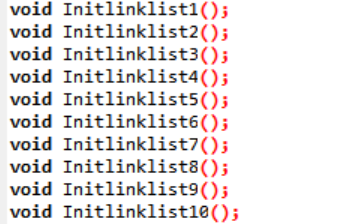 void Initlinklist1();
void Initlinklist2();
void Initlinklist3();
void Initlinklist4();
void Initlinklist5();
void Initlinklist6();
void Initlinklist7();
void Initlinklist8();
void Initlinklist9();
void Initlinklist10();